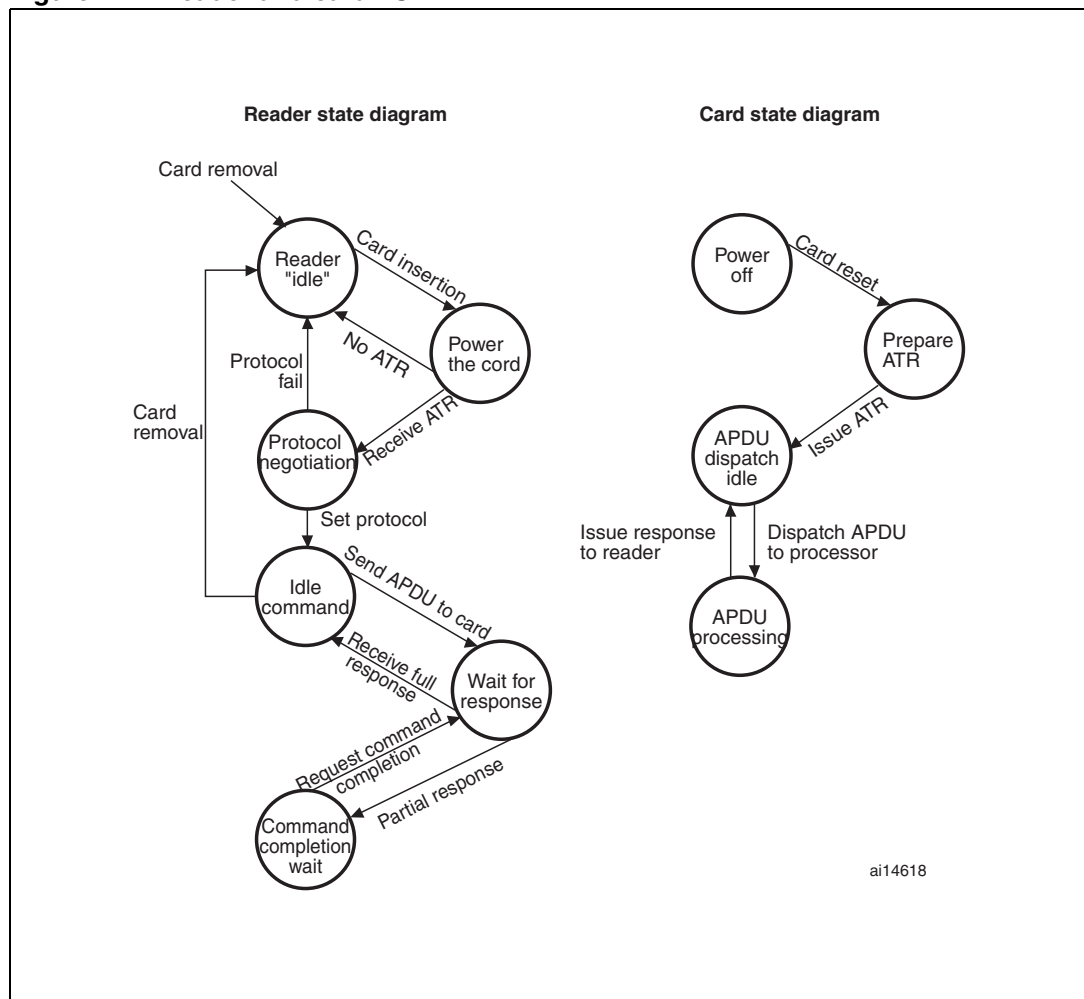 Reader state diagram
Card state diagram
Card removal
Reader
"idle"
Card insertion
Power
the cord
No ATR
Protocol
fail
Receive ATR
Card
removal
Protocol
negotiation
Set protocol
Idle
command
Send APDU to card
Receive full
response
Wait for
response
Request command
completion
Partial response
Command
completion
wait
Power
off
Card reset
Prepare
ATR
Issue ATR
APDU
dispatch
idle
Issue response
to reader
Dispatch APDU
to processor
APDU
processing
ai14618